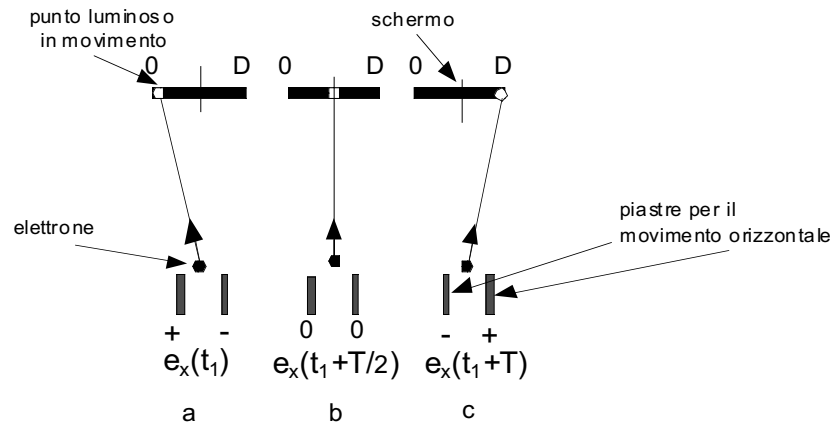 punto luminoso
in movimento
schermo
0 D 0 D 0 D
elettrone
piastre per il
movimento orizzontale
+ - 0 0 - +
eₓ(t₁) eₓ(t₁+T/2) eₓ(t₁+T)
a b c